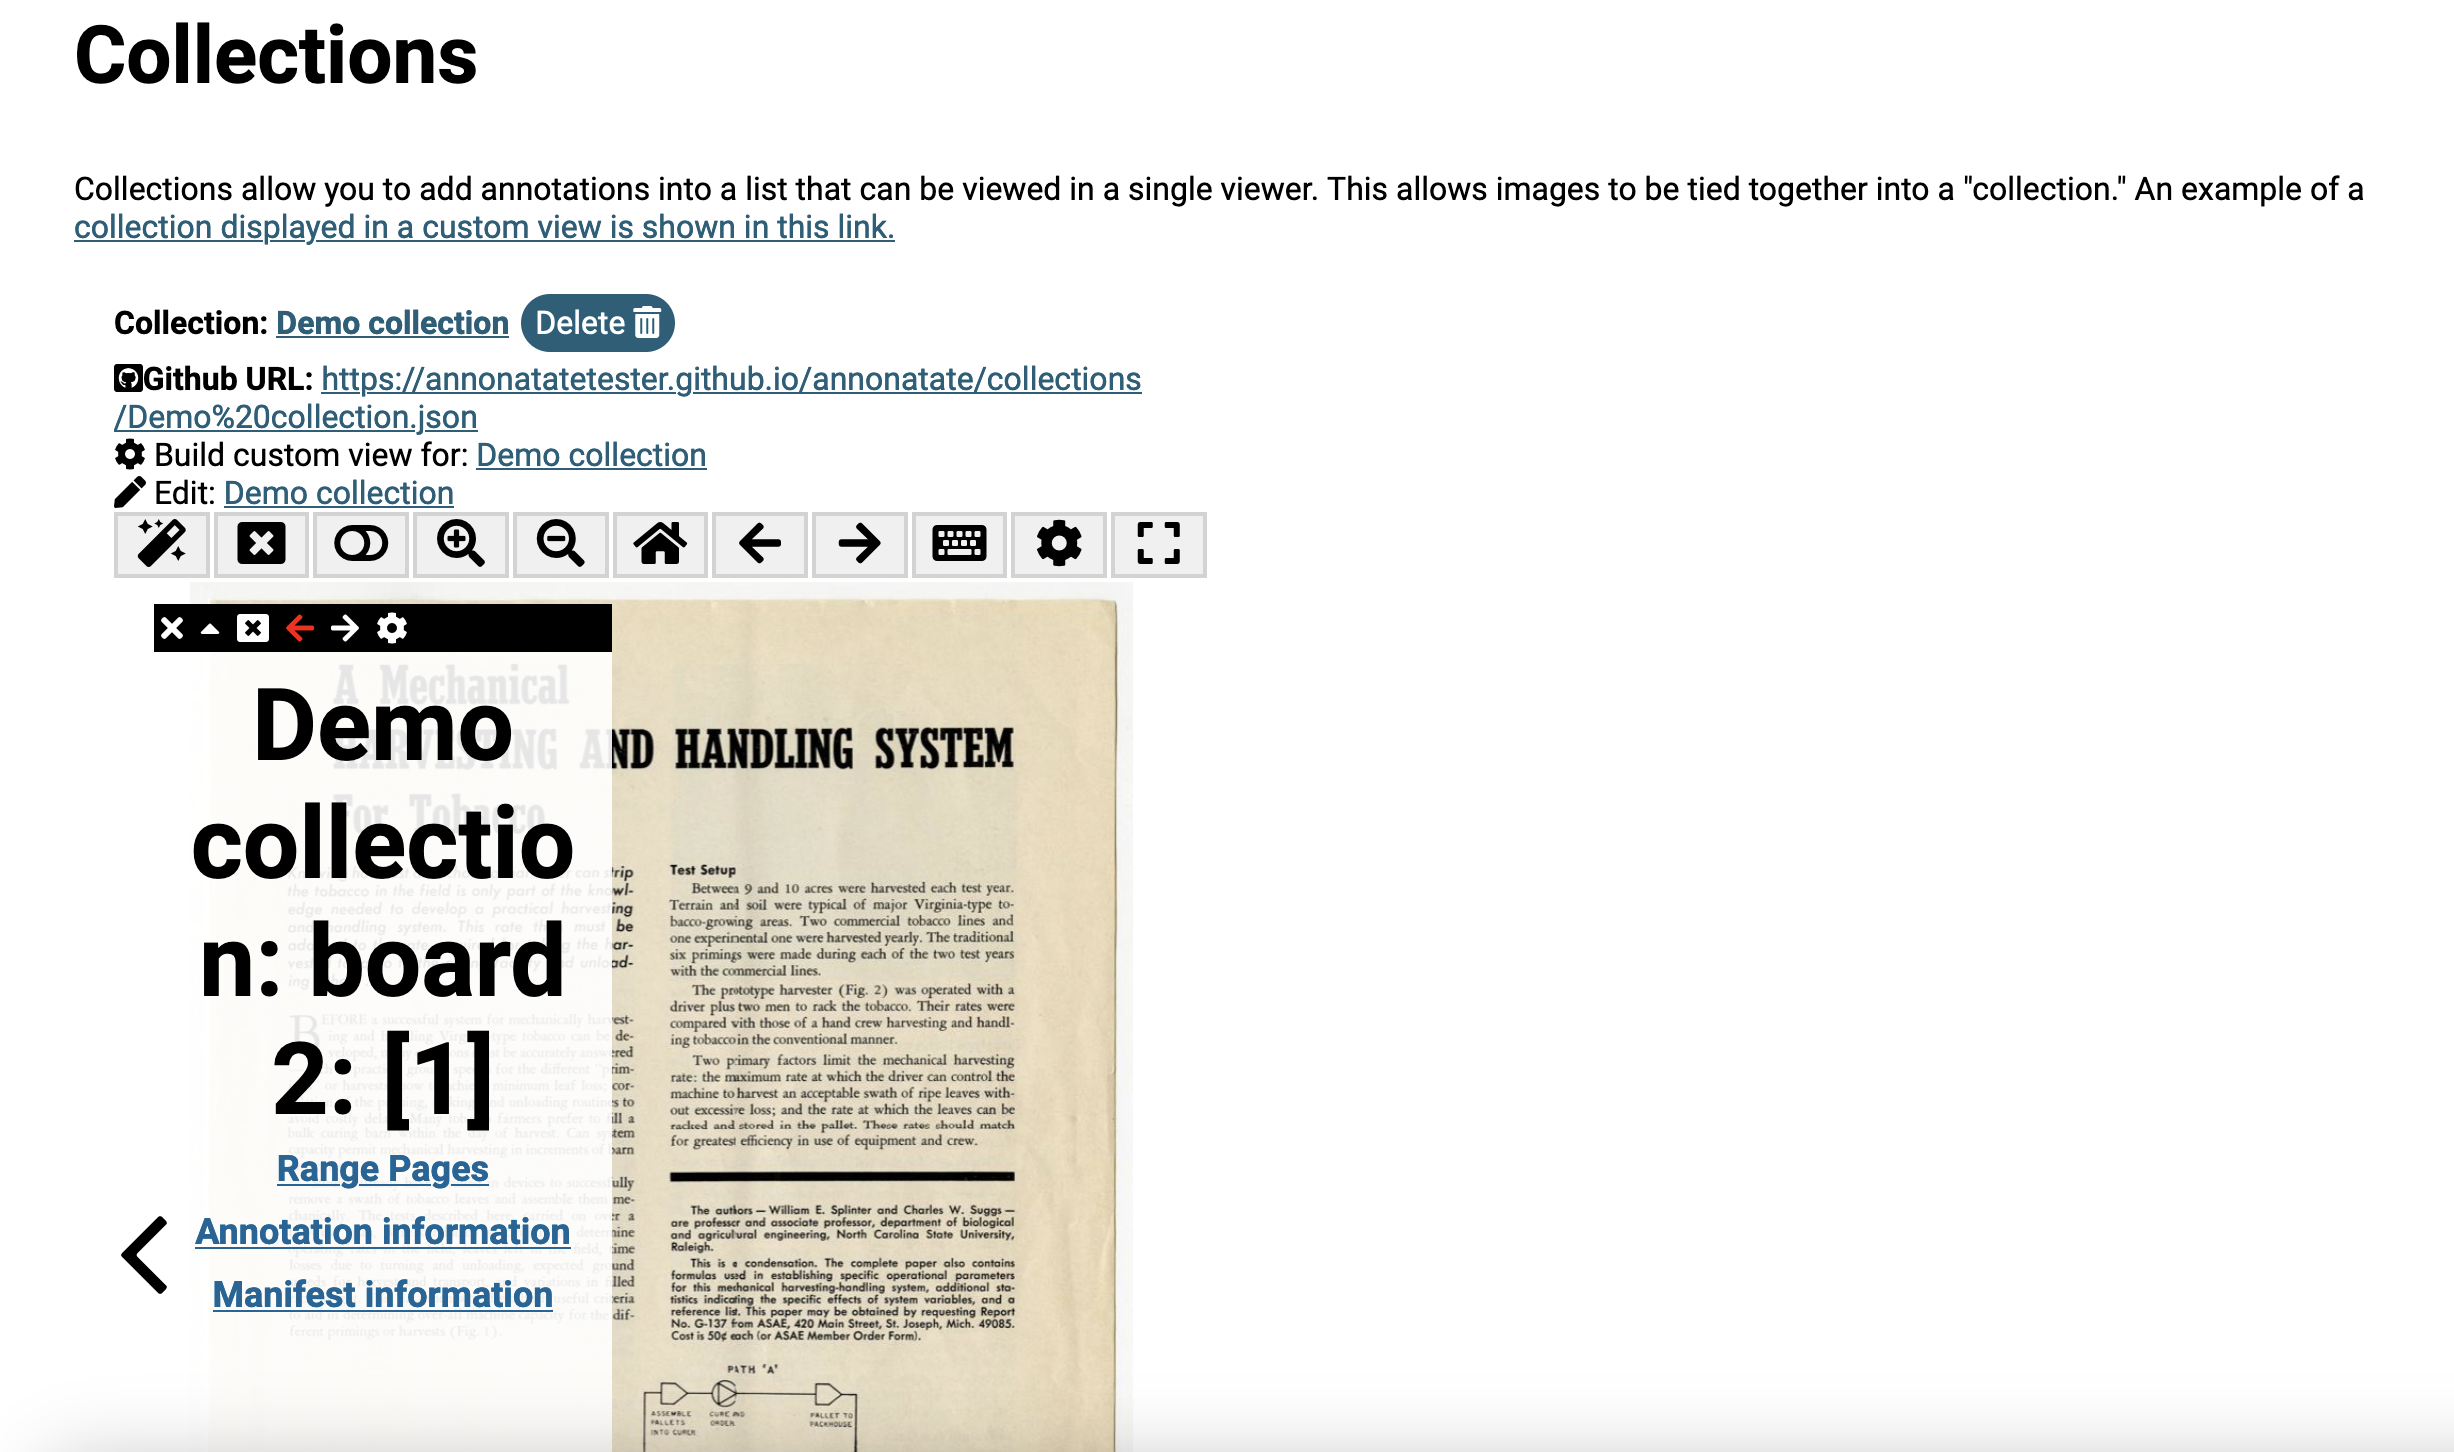 Collections
Collections allow you to add annotations into a list that can be viewed in a single viewer. This allows images to be tied together into a "collection." An example of a
collection displayed in a custom view is shown in this link.
Collection: Demo collection Delete
Github URL: https://annonatatetester.github.io/annonatate/collections
/Demo%20collection.json
Build custom view for: Demo collection
Edit: Demo collection
Demo
collectio
n: board
2: [1]
Range Pages
Annotation information
Manifest information
A Mechanical
HARVESTING AND HANDLING SYSTEM
For Tobacco
Test Setup
Between 9 and 10 acres were harvested each test year.
Terrain and soil were typical of major Virginia-type to-
bacco-growing areas. Two commercial tobacco lines and
one experimental one were harvested yearly. The traditional
six primings were made during each of the two test years
with the commercial lines.
The prototype harvester (Fig. 2) was operated with a
driver plus two men to rack the tobacco. Their rates were
compared with those of a hand crew harvesting and handl-
ing tobacco in the conventional manner.
Two primary factors limit the mechanical harvesting
rate: the maximum rate at which the driver can control the
machine to harvest an acceptable swath of ripe leaves with-
out excessive loss; and the rate at which the leaves can be
racked and stored in the pallet. These rates should match
for greatest efficiency in use of equipment and crew.
The authors — William E. Splinter and Charles W. Suggs —
are professor and associate professor, department of biological
and agricultural engineering, North Carolina State University,
Raleigh.
This is a condensation. The complete paper also contains
formulas used in establishing specific operational parameters
for this mechanical harvesting-handling system, additional sta-
tistics indicating the specific effects of system variables, and a
reference list. This paper may be obtained by requesting Report
No. G-137 from ASAE, 420 Main Street, St. Joseph, Mich. 49085.
Cost is 50¢ each (or ASAE Member Order Form).
PATH 'A'
ASSEMBLE
PALLETS
INTO CURER
CURE AND
ORDER
PALLET TO
PACKHOUSE